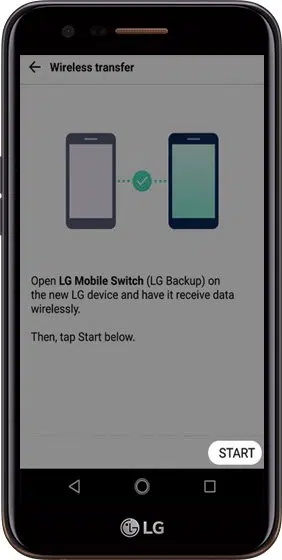 Wireless transfer
Open LG Mobile Switch (LG Backup) on
the new LG device and have it receive data
wirelessly.
Then, tap Start below.
START
LG